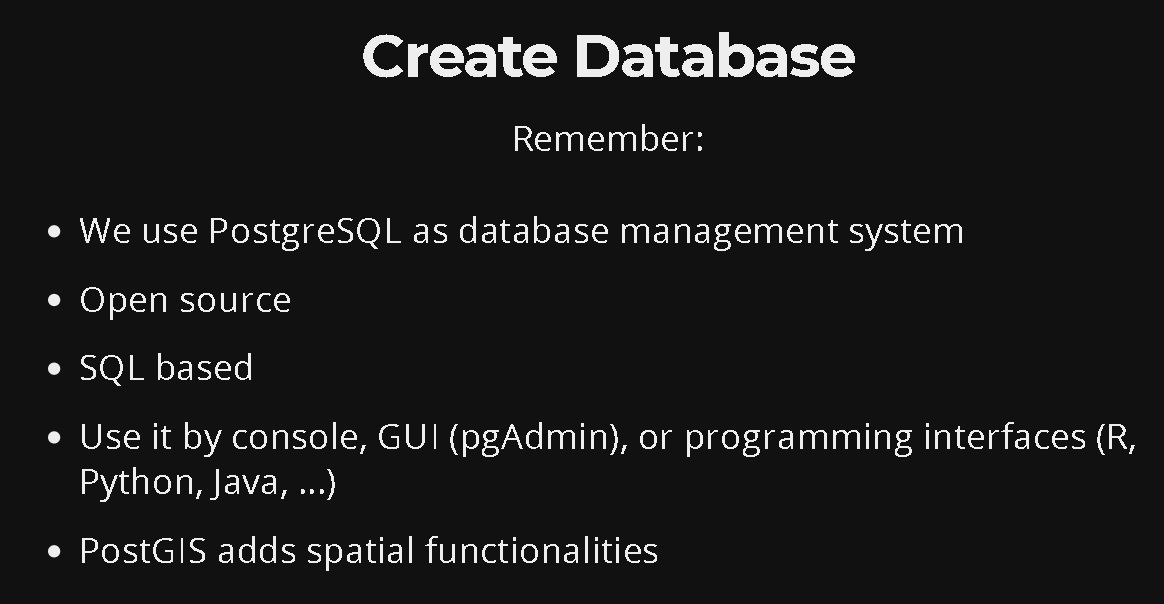 Create Database
Remember:
• We use PostgreSQL as database management system
• Open source
• SQL based
• Use it by console, GUI (pgAdmin), or programming interfaces (R,
Python, Java, ...)
• PostGIS adds spatial functionalities